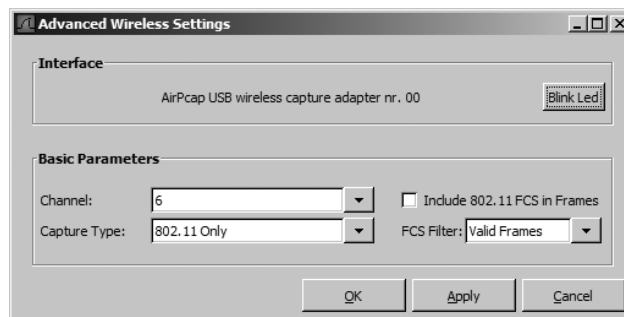 Advanced Wireless Settings
Interface
AirPcap USB wireless capture adapter nr. 00
Blink Led
Basic Parameters
Channel: 6
Include 802.11 FCS in Frames
Capture Type: 802.11 Only
FCS Filter: Valid Frames
OK Apply Cancel